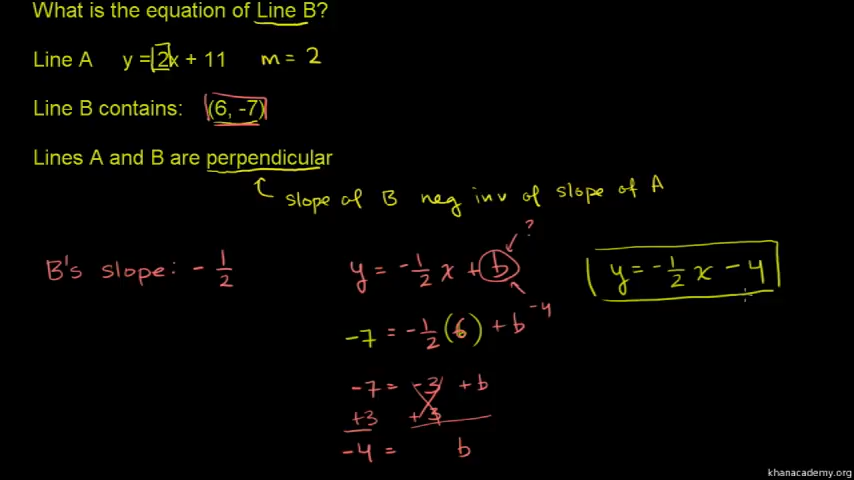 What is the equation of Line B?
Line A y = 2x + 11 m = 2
Line B contains: (6, -7)
Lines A and B are perpendicular
slope of B neg inv of slope of A
?
B's slope: - 1/2 y = - 1/2 x + b y = - 1/2 x - 4
-4
-7 = - 1/2 (6) + b
-7 = -3 + b
+3 +3
-4 = b
khanacademy.org